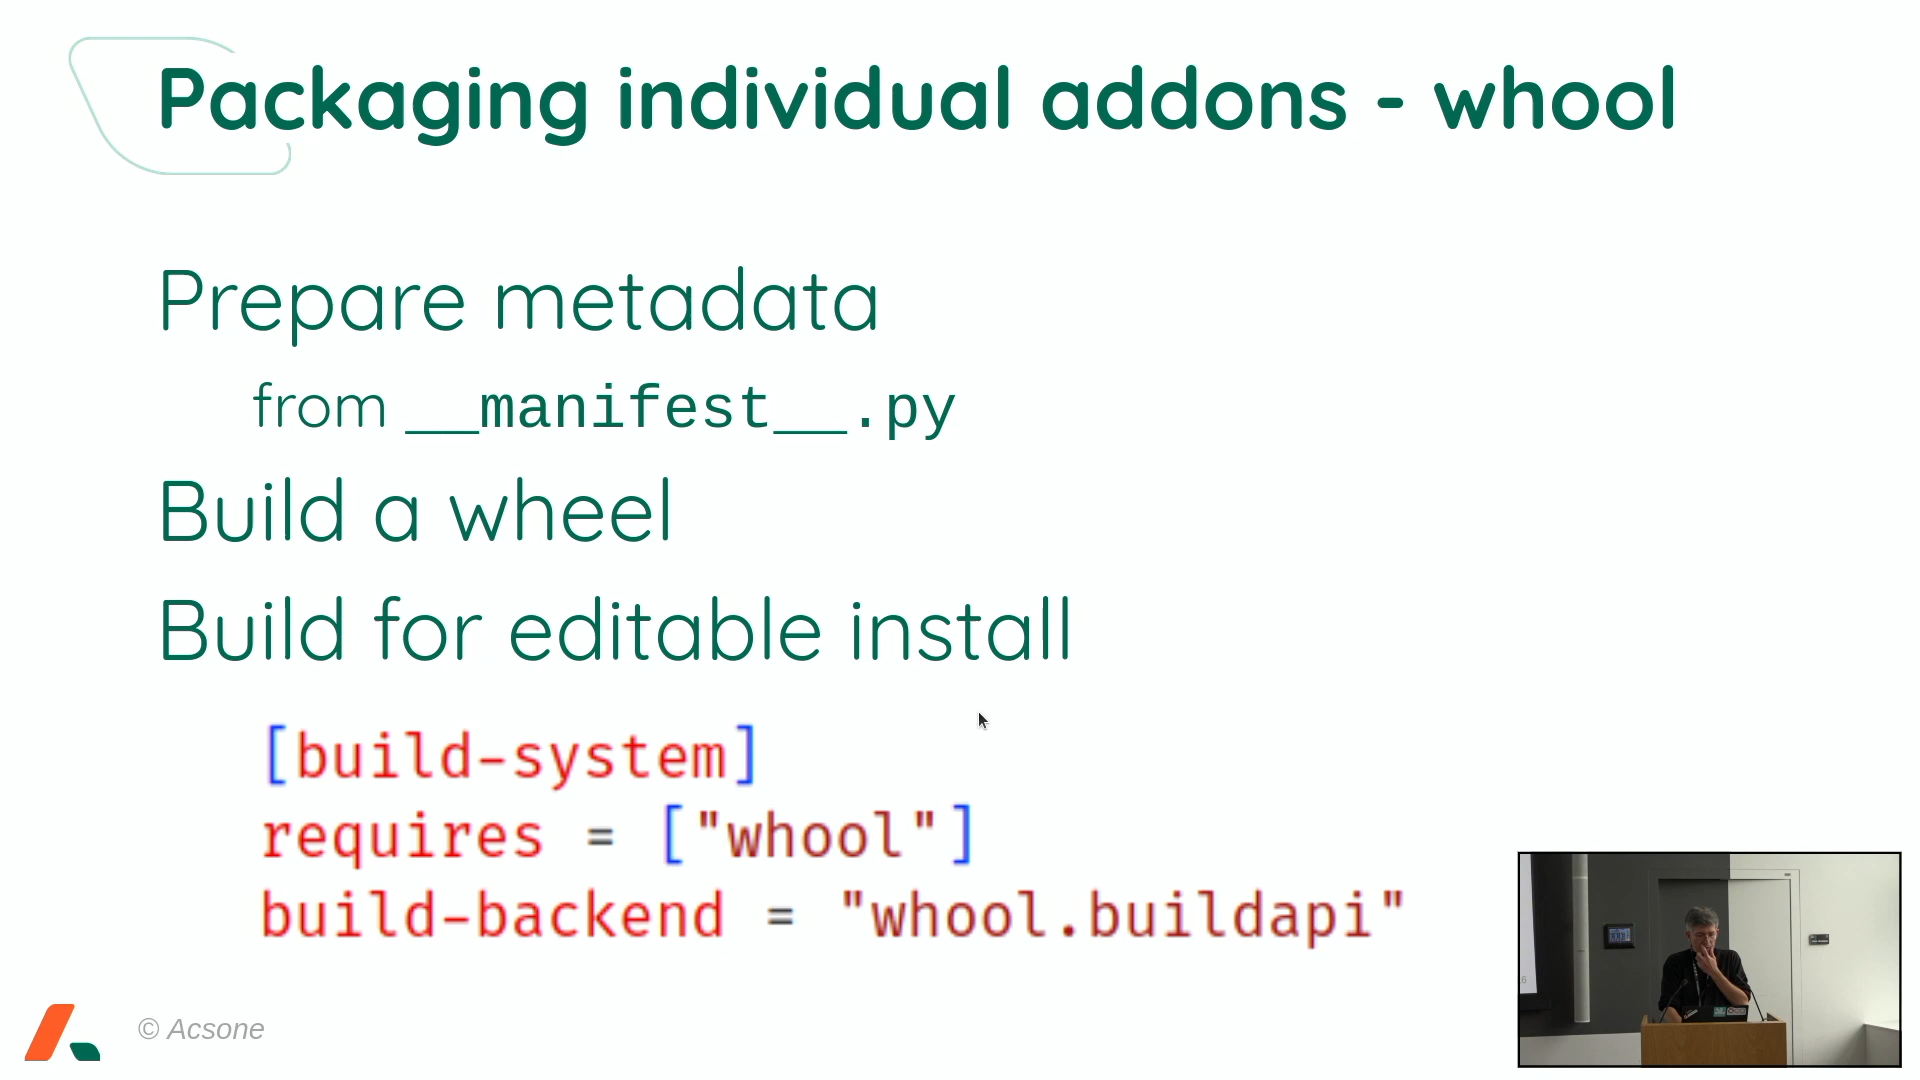 Packaging individual addons - whool
Prepare metadata
from __manifest__.py
Build a wheel
Build for editable install
[build-system]
requires = ["whool"]
build-backend = "whool.buildapi"
© Acsone